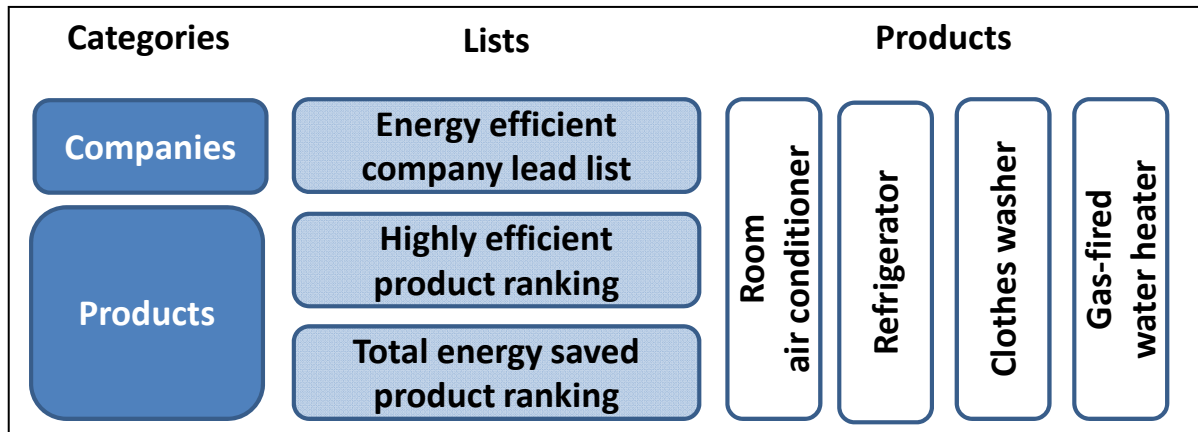 Categories
Lists
Products
Companies
Energy efficient
company lead list
Products
Highly efficient
product ranking
Total energy saved
product ranking
Room
air conditioner
Refrigerator
Clothes washer
Gas-fired
water heater